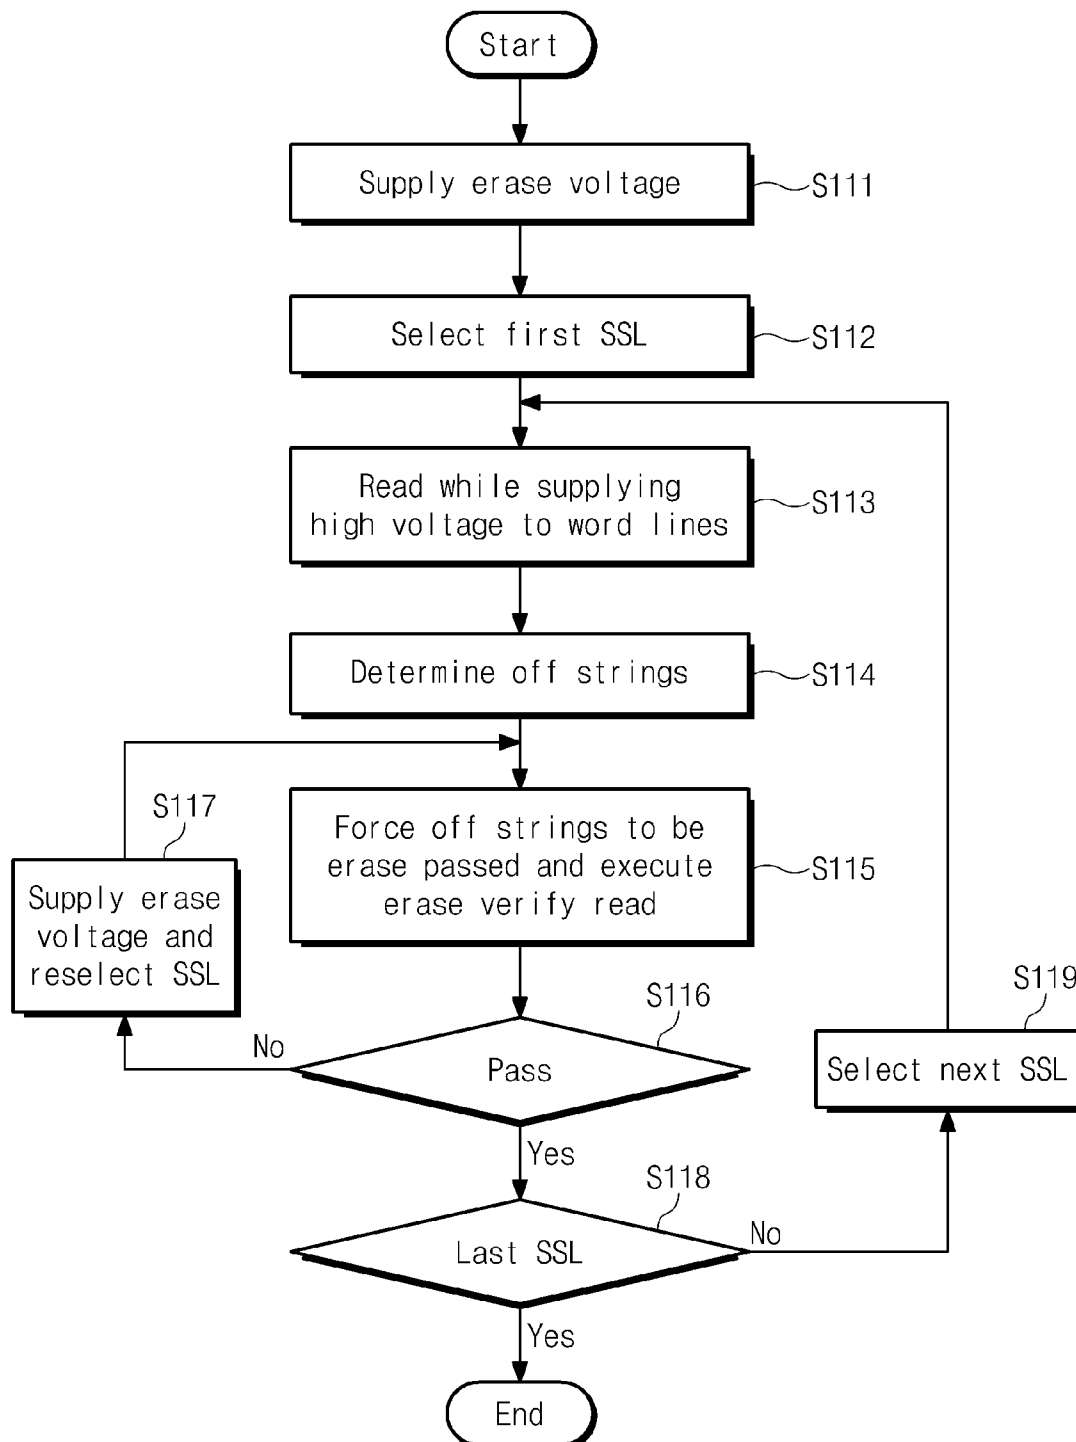 Start
Supply erase voltage
S111
Select first SSL
S112
Read while supplying
high voltage to word lines
S113
Determine off strings
S114
S117
Supply erase
voltage and
reselect SSL
Force off strings to be
erase passed and execute
erase verify read
S115
S116
Pass
No
Yes
S119
Select next SSL
S118
Last SSL
No
Yes
End